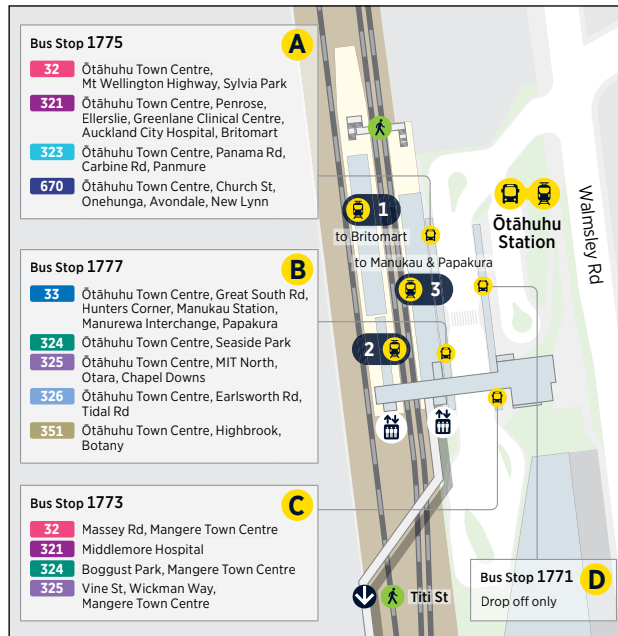 Bus Stop 1775
A
32 Ōtāhuhu Town Centre,
Mt Wellington Highway, Sylvia Park
321 Ōtāhuhu Town Centre, Penrose,
Ellerslie, Greenlane Clinical Centre,
Auckland City Hospital, Britomart
323 Ōtāhuhu Town Centre, Panama Rd,
Carbine Rd, Panmure
670 Ōtāhuhu Town Centre, Church St,
Onehunga, Avondale, New Lynn
Bus Stop 1777
B
33 Ōtāhuhu Town Centre, Great South Rd,
Hunters Corner, Manukau Station,
Manurewa Interchange, Papakura
324 Ōtāhuhu Town Centre, Seaside Park
325 Ōtāhuhu Town Centre, MIT North,
Otara, Chapel Downs
326 Ōtāhuhu Town Centre, Earlsworth Rd,
Tidal Rd
351 Ōtāhuhu Town Centre, Highbrook,
Botany
Bus Stop 1773
C
32 Massey Rd, Mangere Town Centre
321 Middlemore Hospital
324 Boggust Park, Mangere Town Centre
325 Vine St, Wickman Way,
Mangere Town Centre
1
to Britomart
to Manukau & Papakura
3
2
Ōtāhuhu
Station
Walmsley Rd
Titi St
Bus Stop 1771
D
Drop off only